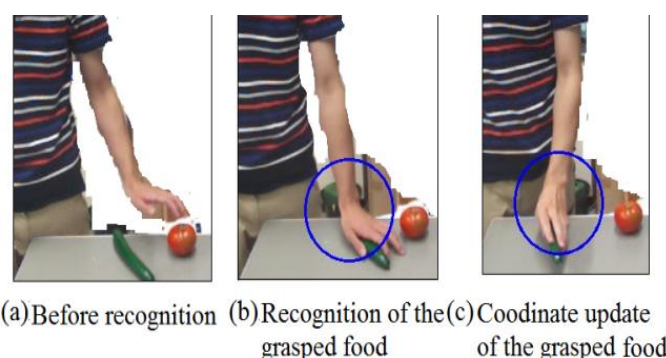 (a) Before recognition
(b) Recognition of the grasped food
(c) Coodinate update of the grasped food